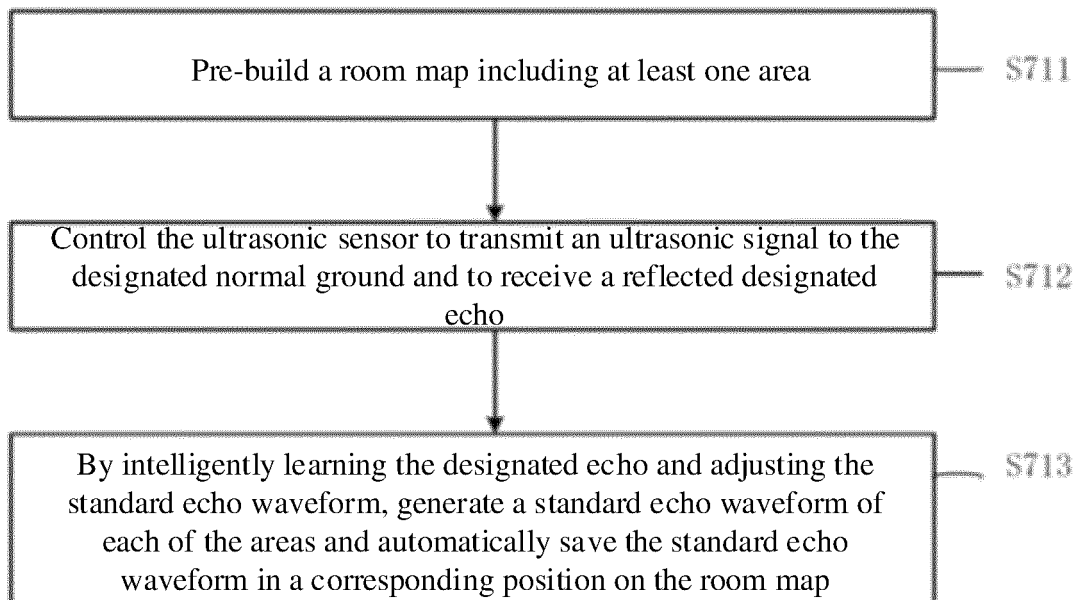 Pre-build a room map including at least one area
S711
Control the ultrasonic sensor to transmit an ultrasonic signal to the
designated normal ground and to receive a reflected designated
echo
S712
By intelligently learning the designated echo and adjusting the
standard echo waveform, generate a standard echo waveform of
each of the areas and automatically save the standard echo
waveform in a corresponding position on the room map
S713